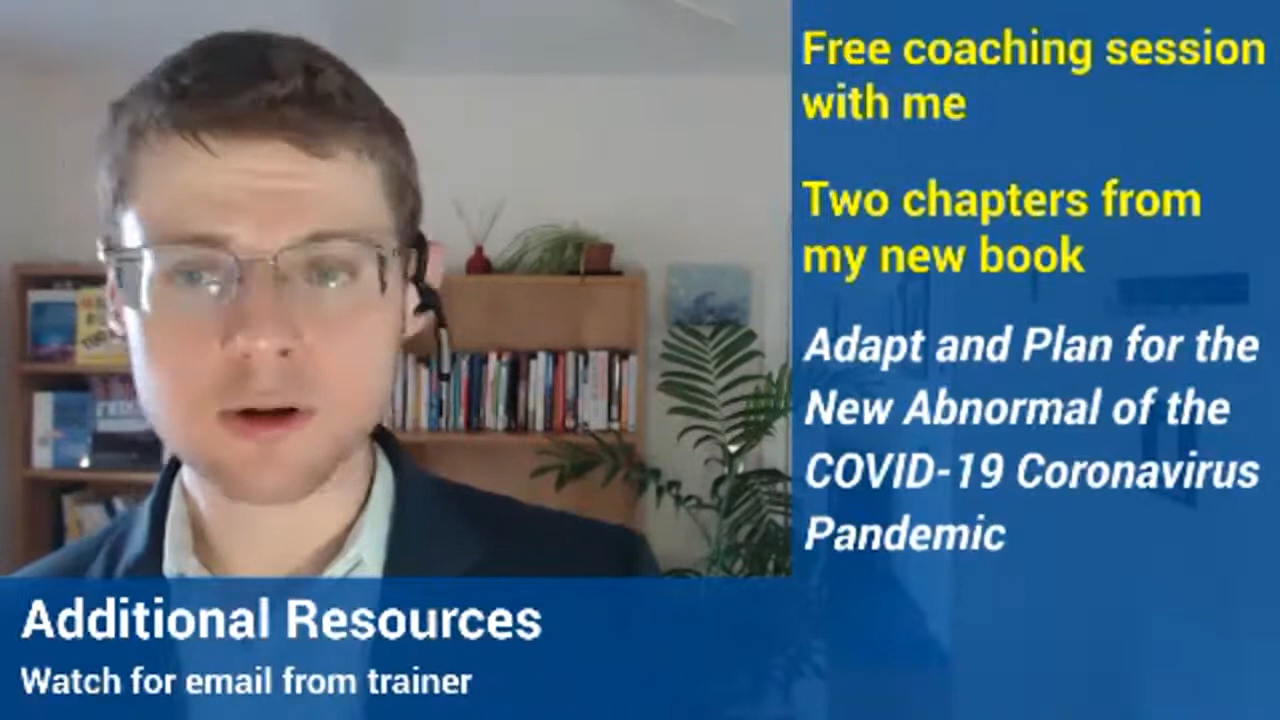 Free coaching session
with me
Two chapters from
my new book
Adapt and Plan for the
New Abnormal of the
COVID-19 Coronavirus
Pandemic
Additional Resources
Watch for email from trainer